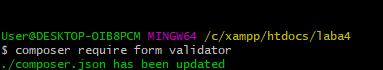 User@DESKTOP-OIB8PCM MINGW64 /c/xampp/htdocs/laba4
$ composer require form validator
./composer.json has been updated